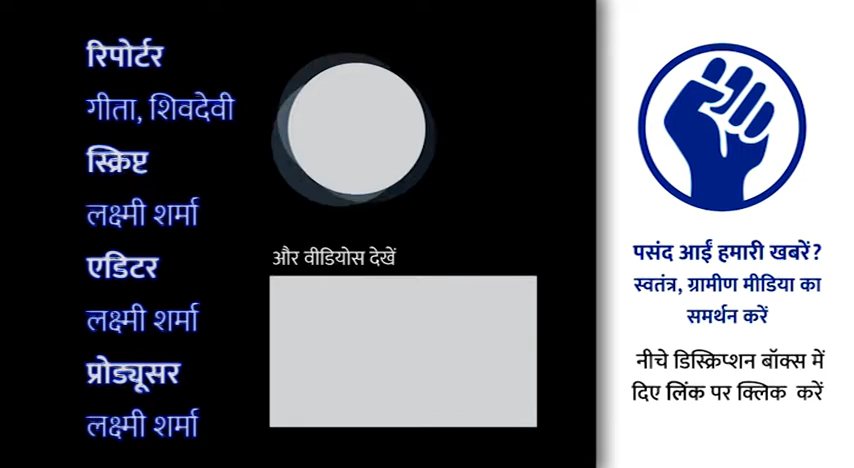 रिपोर्टर
गीता, शिवदेवी
स्क्रिप्ट
लक्ष्मी शर्मा
एडिटर
लक्ष्मी शर्मा
प्रोड्यूसर
लक्ष्मी शर्मा
और वीडियोस देखें
पसंद आईं हमारी खबरें?
स्वतंत्र, ग्रामीण मीडिया का
समर्थन करें
नीचे डिस्क्रिप्शन बॉक्स में
दिए लिंक पर क्लिक करें